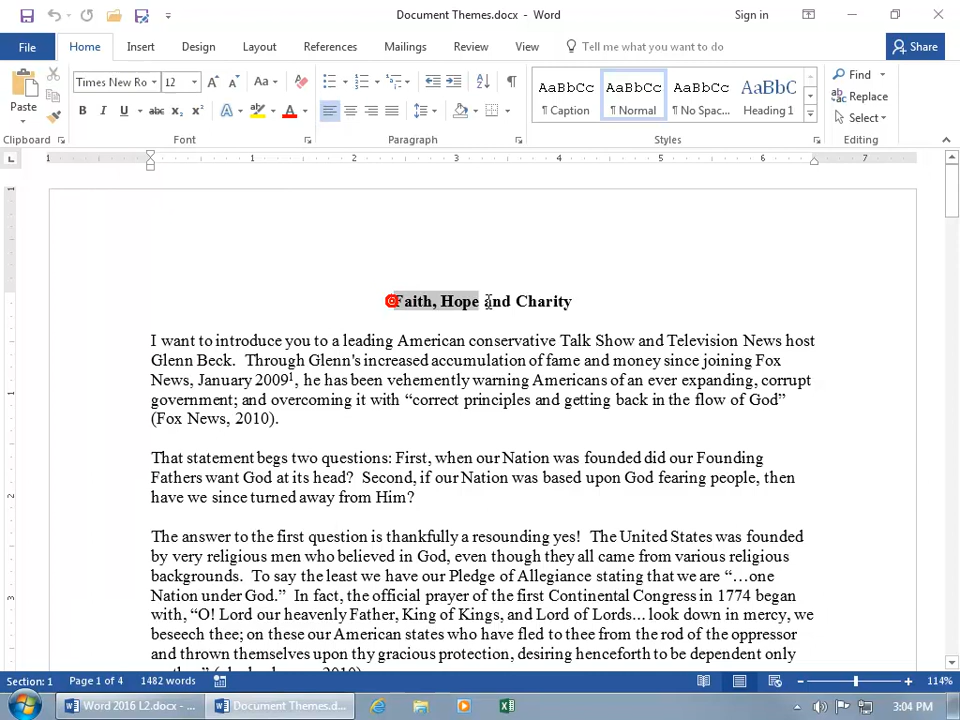 Document Themes.docx - Word
Sign in
File Home Insert Design Layout References Mailings Review View Tell me what you want to do Share
Paste
Times New Ro 12
Aa
B I U abc x₂ x²
A ab A
AaBbCc AaBbCc AaBbCc AaBbC
¶ Caption ¶ Normal ¶ No Spac... Heading 1
Find
Replace
Select
Clipboard Font Paragraph Styles Editing
1 1 2 3 4 5 6 7
Faith, Hope and Charity
I want to introduce you to a leading American conservative Talk Show and Television News host
Glenn Beck. Through Glenn's increased accumulation of fame and money since joining Fox
News, January 2009¹, he has been vehemently warning Americans of an ever expanding, corrupt
government; and overcoming it with “correct principles and getting back in the flow of God”
(Fox News, 2010).
That statement begs two questions: First, when our Nation was founded did our Founding
Fathers want God at its head? Second, if our Nation was based upon God fearing people, then
have we since turned away from Him?
The answer to the first question is thankfully a resounding yes! The United States was founded
by very religious men who believed in God, even though they all came from various religious
backgrounds. To say the least we have our Pledge of Allegiance stating that we are “…one
Nation under God.” In fact, the official prayer of the first Continental Congress in 1774 began
with, “O! Lord our heavenly Father, King of Kings, and Lord of Lords... look down in mercy, we
beseech thee; on these our American states who have fled to thee from the rod of the oppressor
and thrown themselves upon thy gracious protection, desiring henceforth to be dependent only
Section: 1 Page 1 of 4 1482 words 114%
Word 2016 L2.docx - ... Document Themes.d... 3:04 PM